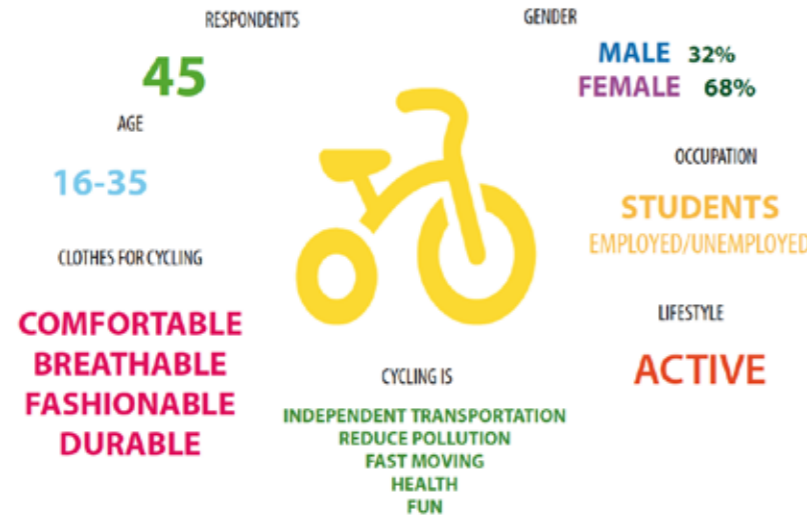 RESPONDENTS
45
AGE
16-35
CLOTHES FOR CYCLING
COMFORTABLE
BREATHABLE
FASHIONABLE
DURABLE
GENDER
MALE 32%
FEMALE 68%
OCCUPATION
STUDENTS
EMPLOYED/UNEMPLOYED
LIFESTYLE
ACTIVE
CYCLING IS
INDEPENDENT TRANSPORTATION
REDUCE POLLUTION
FAST MOVING
HEALTH
FUN